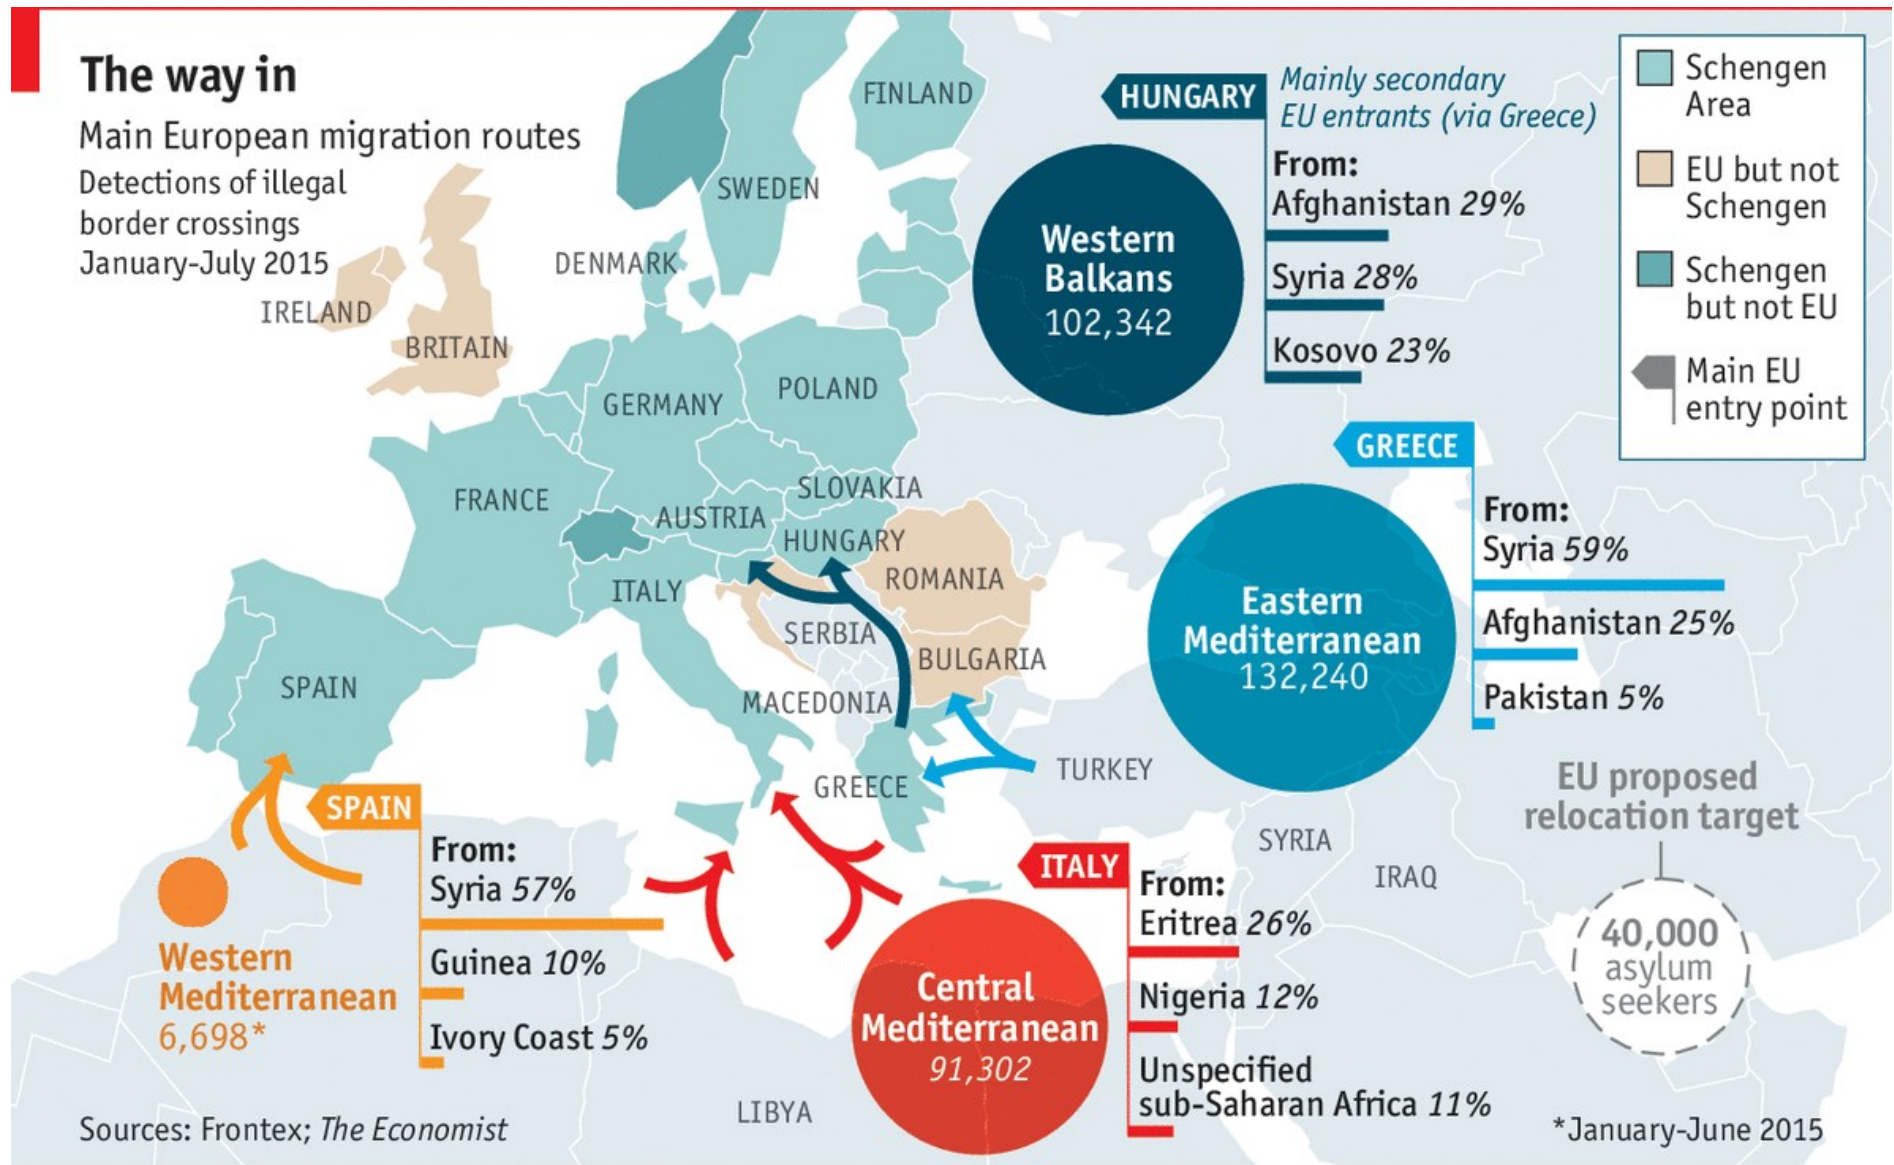 The way in
Main European migration routes
Detections of illegal
border crossings
January-July 2015
HUNGARY
Mainly secondary
EU entrants (via Greece)
From:
Afghanistan 29%
Syria 28%
Kosovo 23%
Western
Balkans
102,342
Schengen
Area
EU but not
Schengen
Schengen
but not EU
Main EU
entry point
FINLAND
SWEDEN
DENMARK
IRELAND
BRITAIN
GERMANY
POLAND
FRANCE
SLOVAKIA
AUSTRIA
HUNGARY
ROMANIA
ITALY
SERBIA
BULGARIA
SPAIN
MACEDONIA
GREECE
TURKEY
SYRIA
IRAQ
LIBYA
GREECE
From:
Syria 59%
Afghanistan 25%
Pakistan 5%
Eastern
Mediterranean
132,240
EU proposed
relocation target
40,000
asylum
seekers
SPAIN
From:
Syria 57%
Guinea 10%
Ivory Coast 5%
Western
Mediterranean
6,698*
ITALY
From:
Eritrea 26%
Nigeria 12%
Unspecified
sub-Saharan Africa 11%
Central
Mediterranean
91,302
Sources: Frontex; The Economist
*January-June 2015